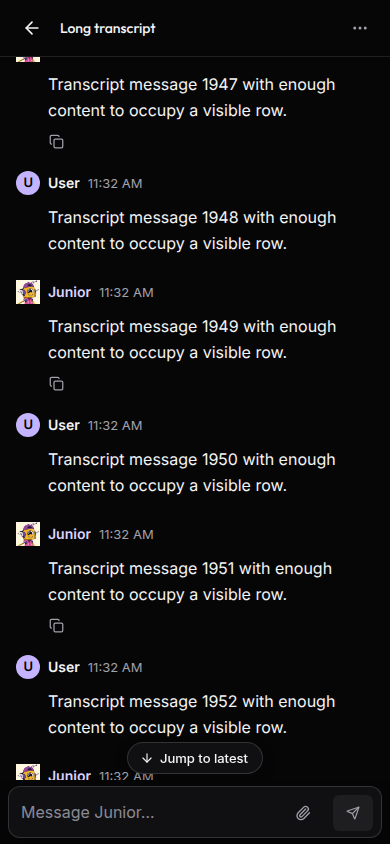 Long transcript
Transcript message 1947 with enough
content to occupy a visible row.
U User 11:32 AM
Transcript message 1948 with enough
content to occupy a visible row.
Junior 11:32 AM
Transcript message 1949 with enough
content to occupy a visible row.
U User 11:32 AM
Transcript message 1950 with enough
content to occupy a visible row.
Junior 11:32 AM
Transcript message 1951 with enough
content to occupy a visible row.
U User 11:32 AM
Transcript message 1952 with enough
content to occupy a visible row.
Jump to latest
Junior 11:32 AM
Message Junior...